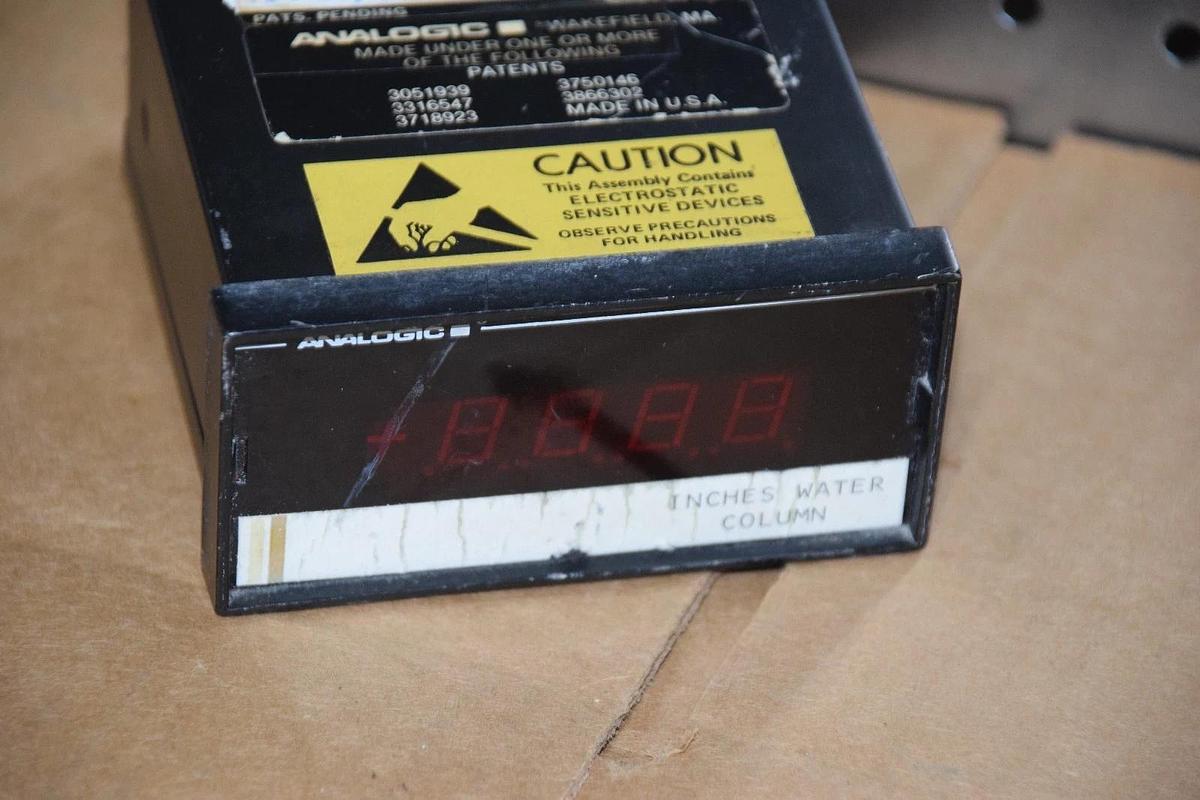 PATS. PENDING
ANALOGIC WAKEFIELD, MA
MADE UNDER ONE OR MORE
OF THE FOLLOWING
PATENTS
3051939 3750146
3316547 3866302
3718923 MADE IN U.S.A.
CAUTION
This Assembly Contains
ELECTROSTATIC
SENSITIVE DEVICES
OBSERVE PRECAUTIONS
FOR HANDLING
ANALOGIC
+8888
INCHES WATER
COLUMN